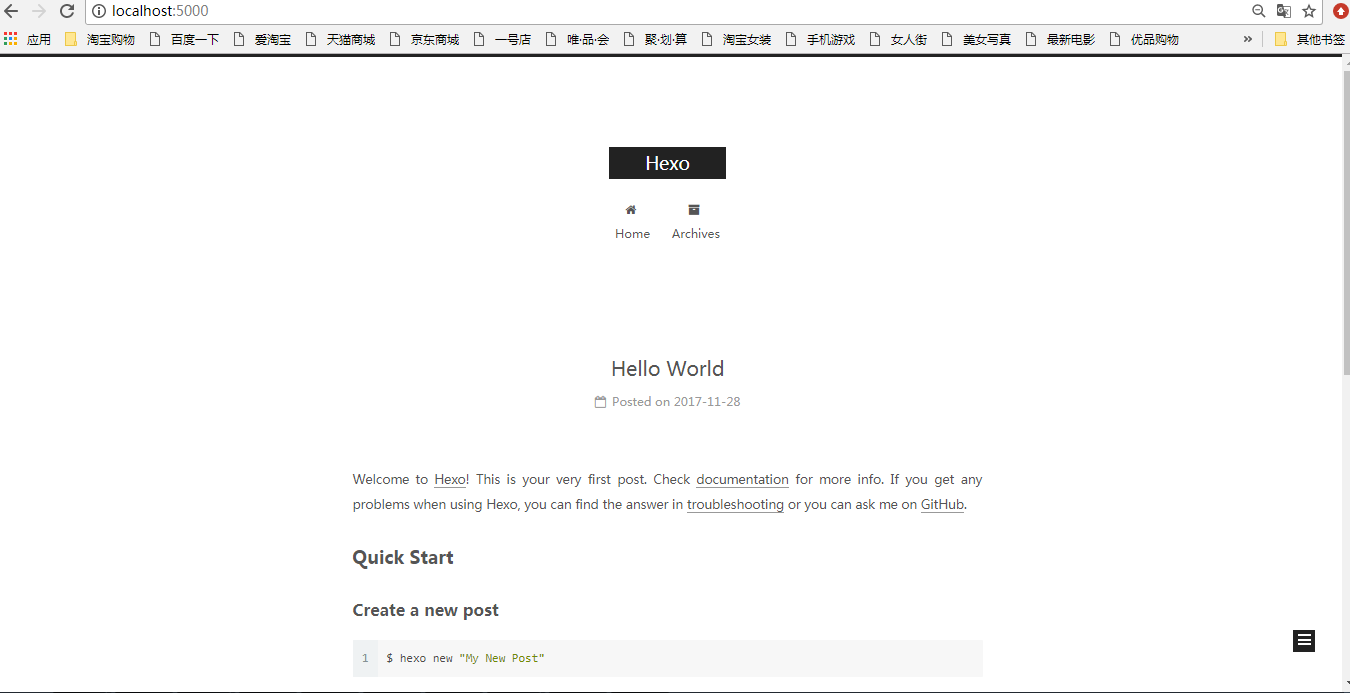 localhost:5000
应用 淘宝购物 百度一下 爱淘宝 天猫商城 京东商城 一号店 唯·品·会 聚·划·算 淘宝女装 手机游戏 女人街 美女写真 最新电影 优品购物 » 其他书签
Hexo
Home Archives
Hello World
Posted on 2017-11-28
Welcome to Hexo! This is your very first post. Check documentation for more info. If you get any
problems when using Hexo, you can find the answer in troubleshooting or you can ask me on GitHub.
Quick Start
Create a new post
1 $ hexo new "My New Post"